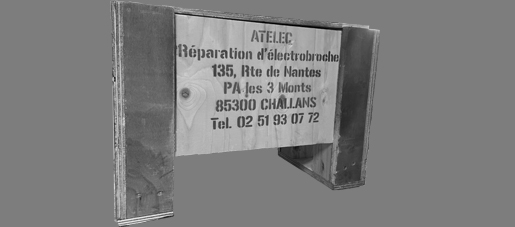 ATELEC
Réparation d'électrobroche
135, Rte de Nantes
PA les 3 Monts
85300 CHALLANS
Tel. 02 51 93 07 72